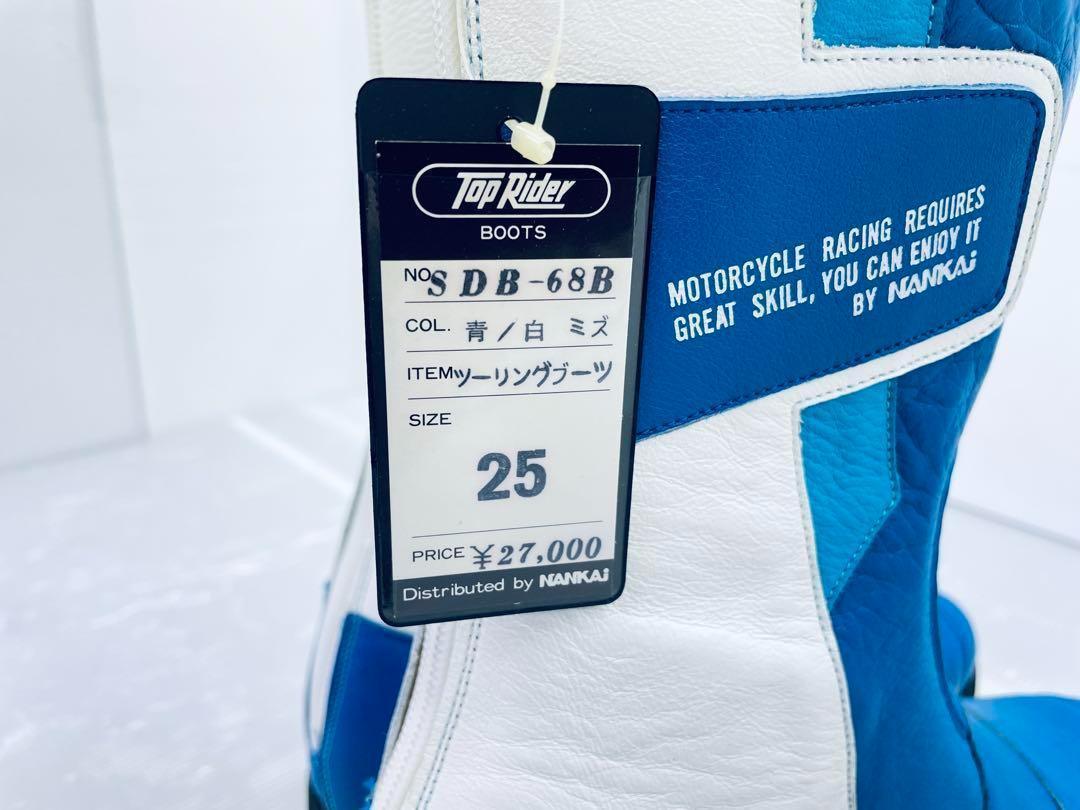 Top Rider
BOOTS
NO. SDB-68B
COL. 青/白 ミズ
ITEM ツーリングブーツ
SIZE
25
PRICE ¥27,000
Distributed by NANKAi
MOTORCYCLE RACING REQUIRES
GREAT SKILL, YOU CAN ENJOY IT
BY NANKAi